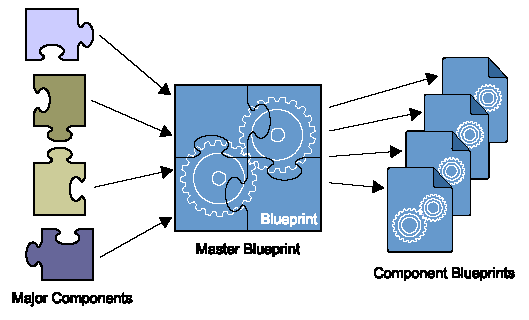 Blueprint
Master Blueprint
Component Blueprints
Major Components